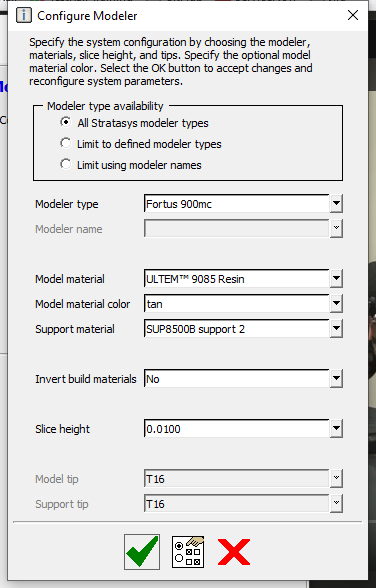 Configure Modeler
Specify the system configuration by choosing the modeler,
materials, slice height, and tips. Specify the optional model
material color. Select the OK button to accept changes and
reconfigure system parameters.
Modeler type availability
All Stratasys modeler types
Limit to defined modeler types
Limit using modeler names
Modeler type Fortus 900mc
Modeler name
Model material ULTEM™ 9085 Resin
Model material color tan
Support material SUP8500B support 2
Invert build materials No
Slice height 0.0100
Model tip T16
Support tip T16